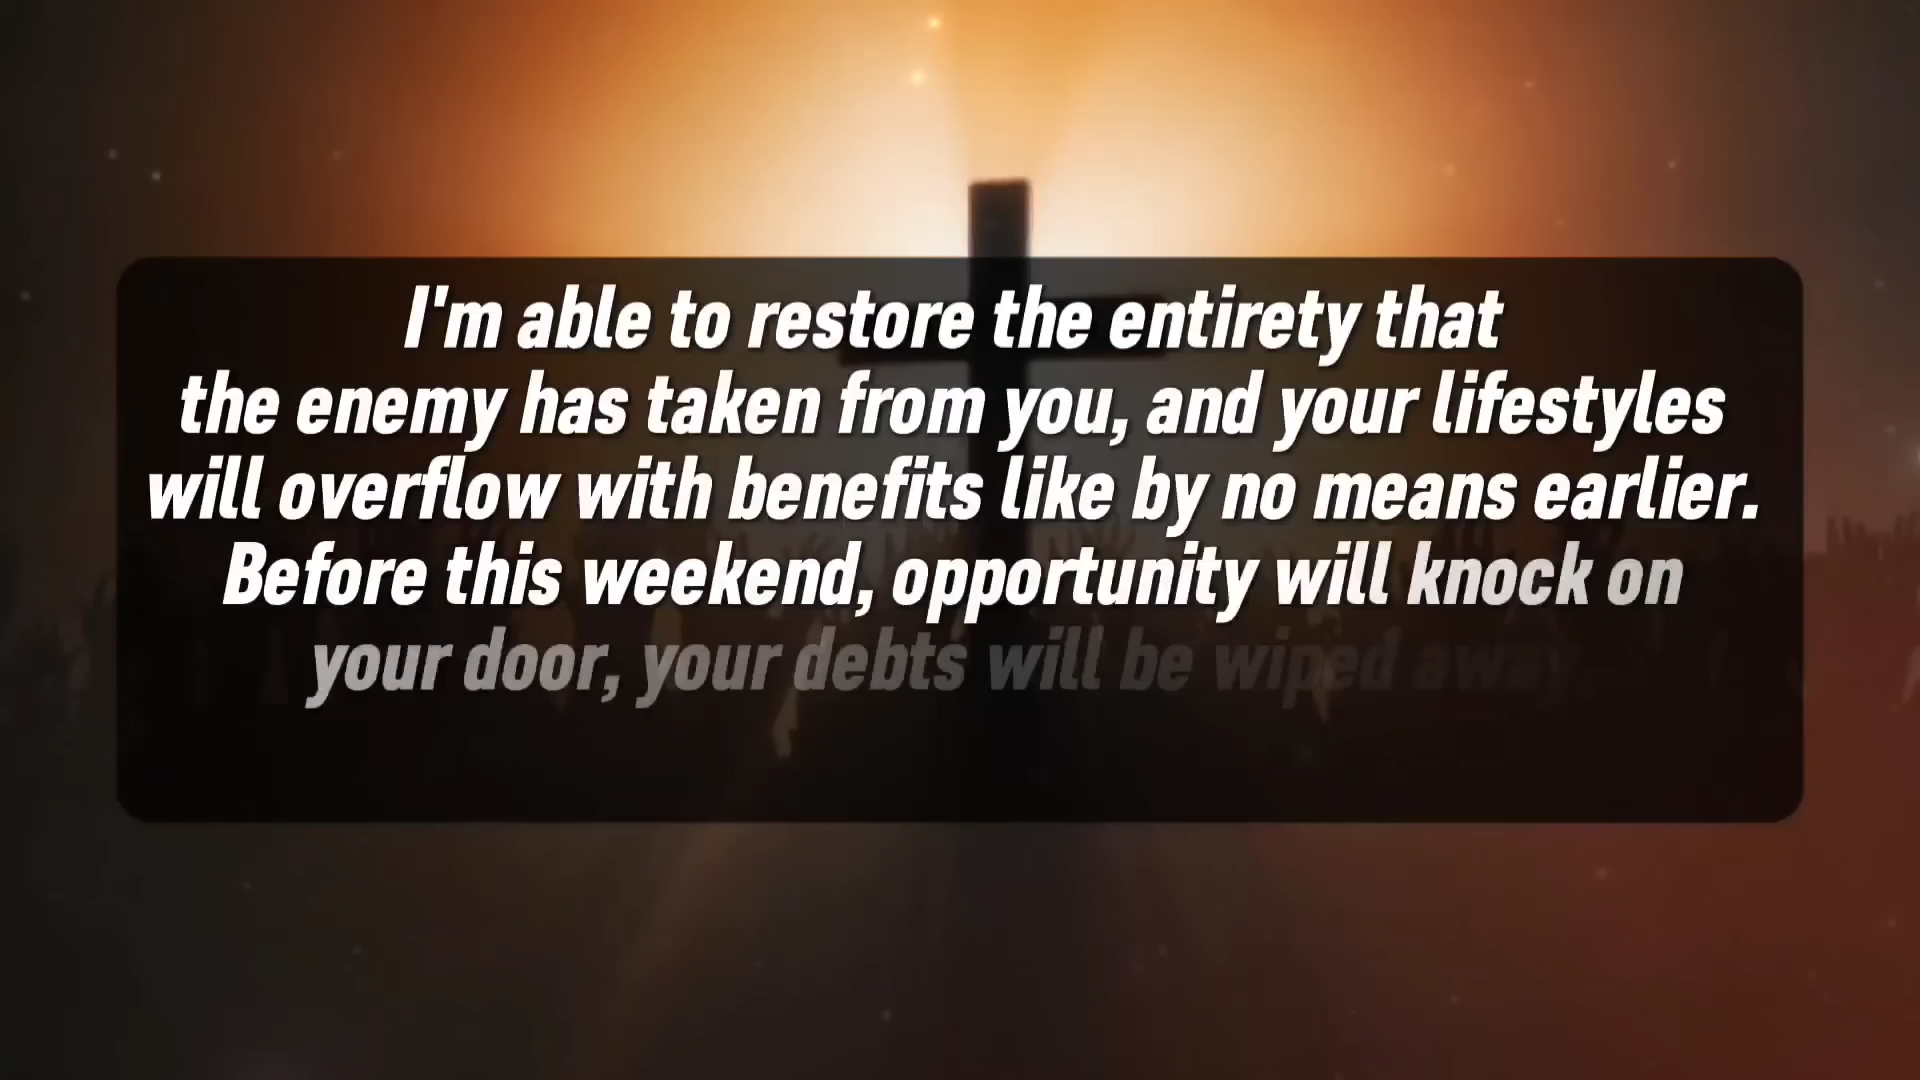 I'm able to restore the entirety that
the enemy has taken from you, and your lifestyles
will overflow with benefits like by no means earlier.
Before this weekend, opportunity will knock on
your door, your debts will be wiped away,